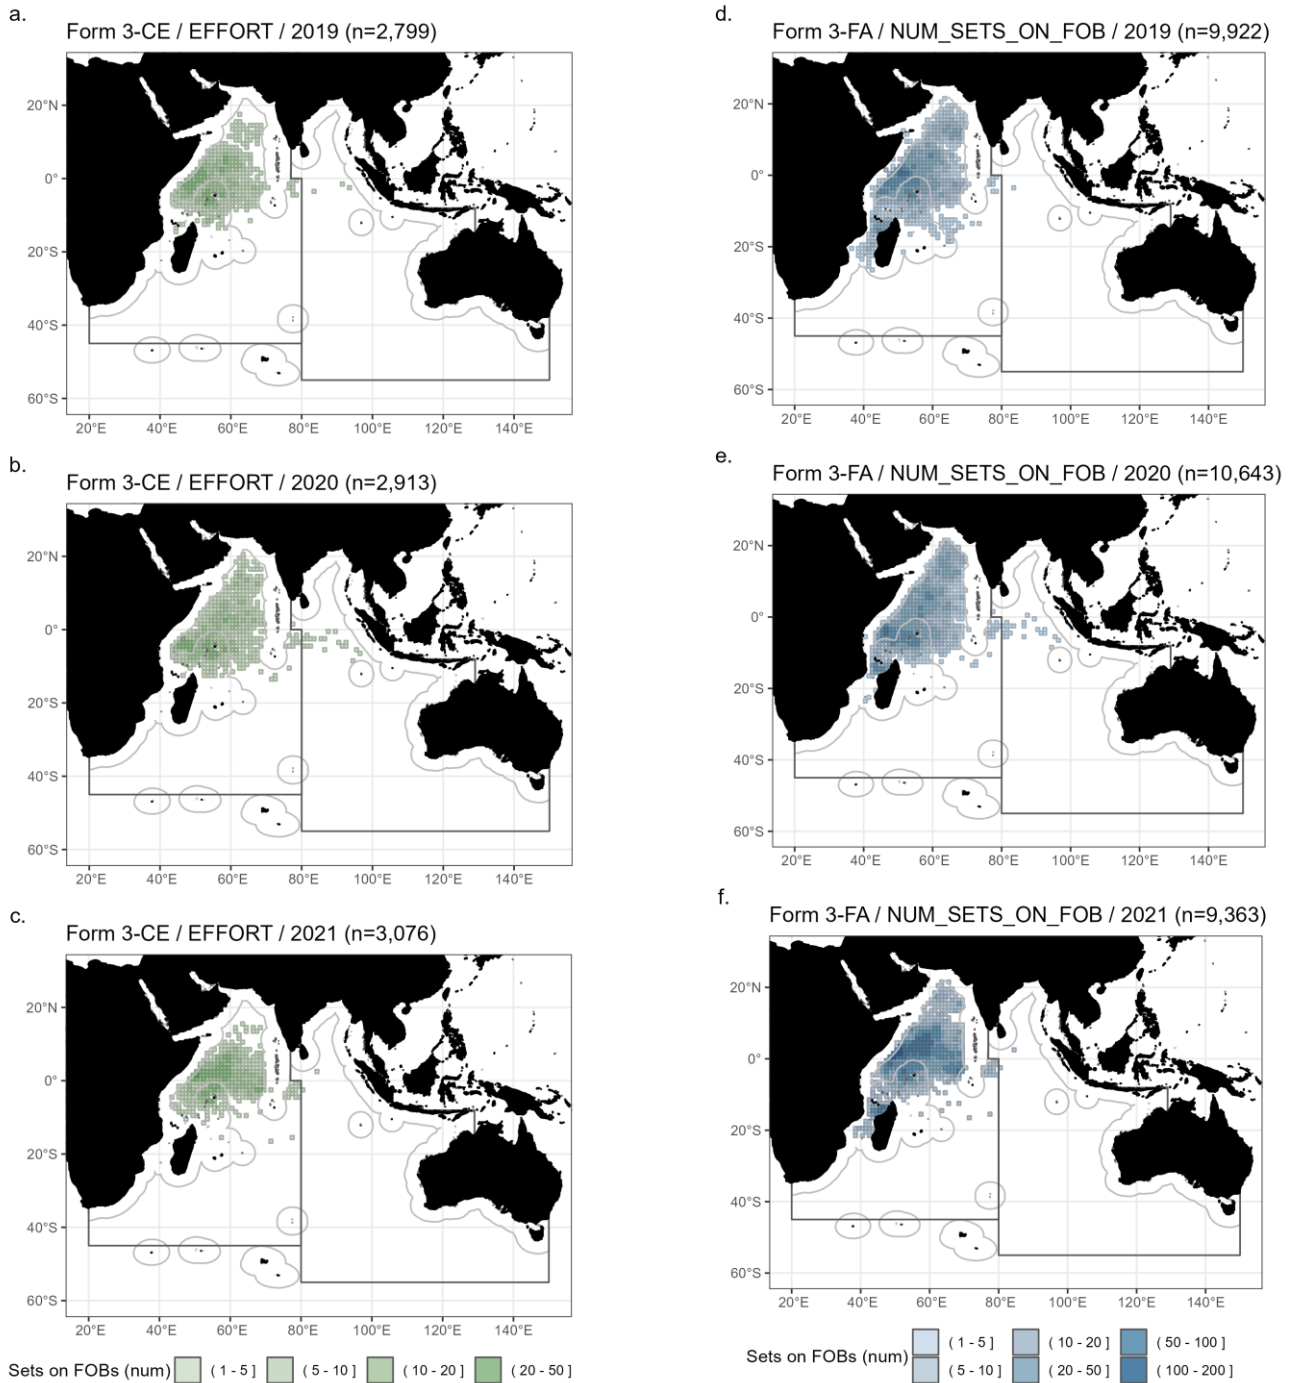 a.
Form 3-CE / EFFORT / 2019 (n=2,799)
20°N
0°
20°S
40°S
60°S
20°E 40°E 60°E 80°E 100°E 120°E 140°E
d.
Form 3-FA / NUM_SETS_ON_FOB / 2019 (n=9,922)
20°N
0°
20°S
40°S
60°S
20°E 40°E 60°E 80°E 100°E 120°E 140°E
b.
Form 3-CE / EFFORT / 2020 (n=2,913)
20°N
0°
20°S
40°S
60°S
20°E 40°E 60°E 80°E 100°E 120°E 140°E
e.
Form 3-FA / NUM_SETS_ON_FOB / 2020 (n=10,643)
20°N
0°
20°S
40°S
60°S
20°E 40°E 60°E 80°E 100°E 120°E 140°E
c.
Form 3-CE / EFFORT / 2021 (n=3,076)
20°N
0°
20°S
40°S
60°S
20°E 40°E 60°E 80°E 100°E 120°E 140°E
f.
Form 3-FA / NUM_SETS_ON_FOB / 2021 (n=9,363)
20°N
0°
20°S
40°S
60°S
20°E 40°E 60°E 80°E 100°E 120°E 140°E
Sets on FOBs (num) ( 1 - 5 ] ( 5 - 10 ] ( 10 - 20 ] ( 20 - 50 ]
Sets on FOBs (num)
( 1 - 5 ] ( 10 - 20 ] ( 50 - 100 ]
( 5 - 10 ] ( 20 - 50 ] ( 100 - 200 ]